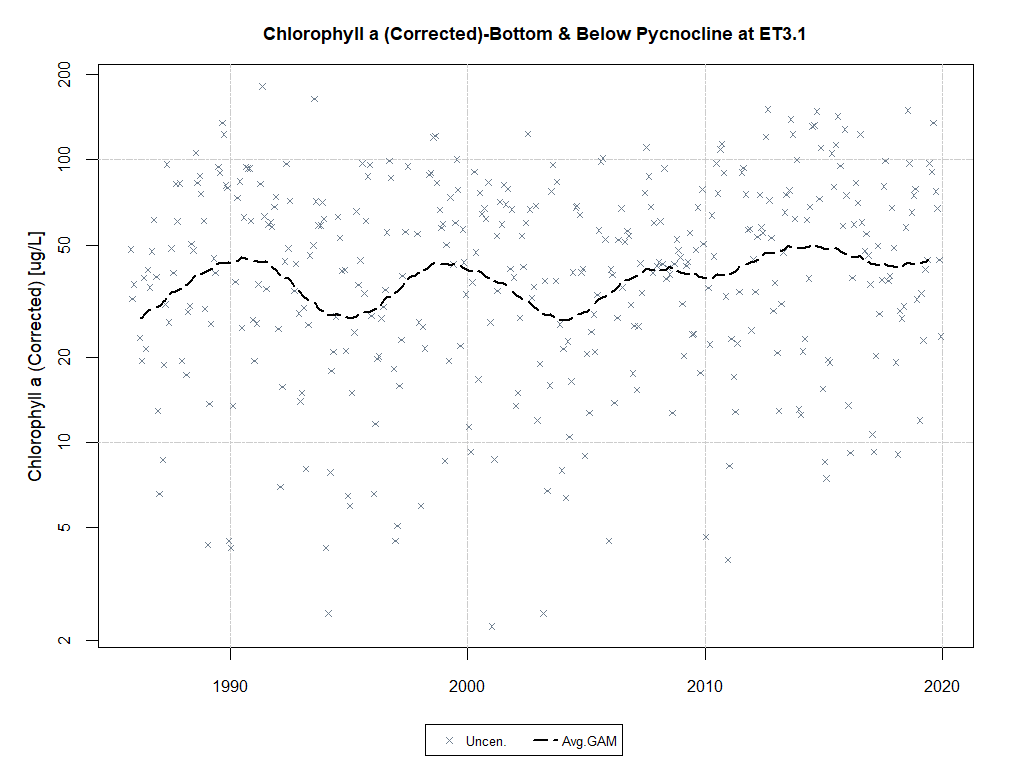 Chlorophyll a (Corrected)-Bottom & Below Pycnocline at ET3.1
Chlorophyll a (Corrected) [ug/L]
200
100
50
20
10
5
2
1990
2000
2010
2020
Uncen.
Avg.GAM